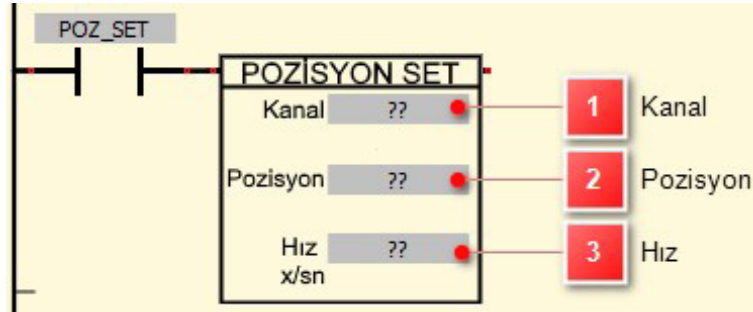 POZ_SET
POZİSYON SET
Kanal ?? 1 Kanal
Pozisyon ?? 2 Pozisyon
Hız ?? 3 Hız
x/sn